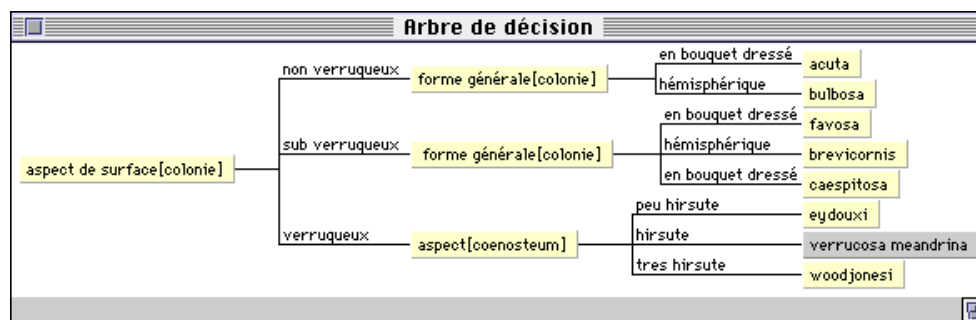 Arbre de décision
en bouquet dressé
acuta
non verruqueux
forme générale[colonie]
hémisphérique
bulbosa
en bouquet dressé
favosa
sub verruqueux
forme générale[colonie]
hémisphérique
brevicornis
aspect de surface[colonie]
en bouquet dressé
caespitosa
peu hirsute
eydouxi
verruqueux
aspect[coenosteum]
hirsute
verrucosa meandrina
tres hirsute
woodjonesi